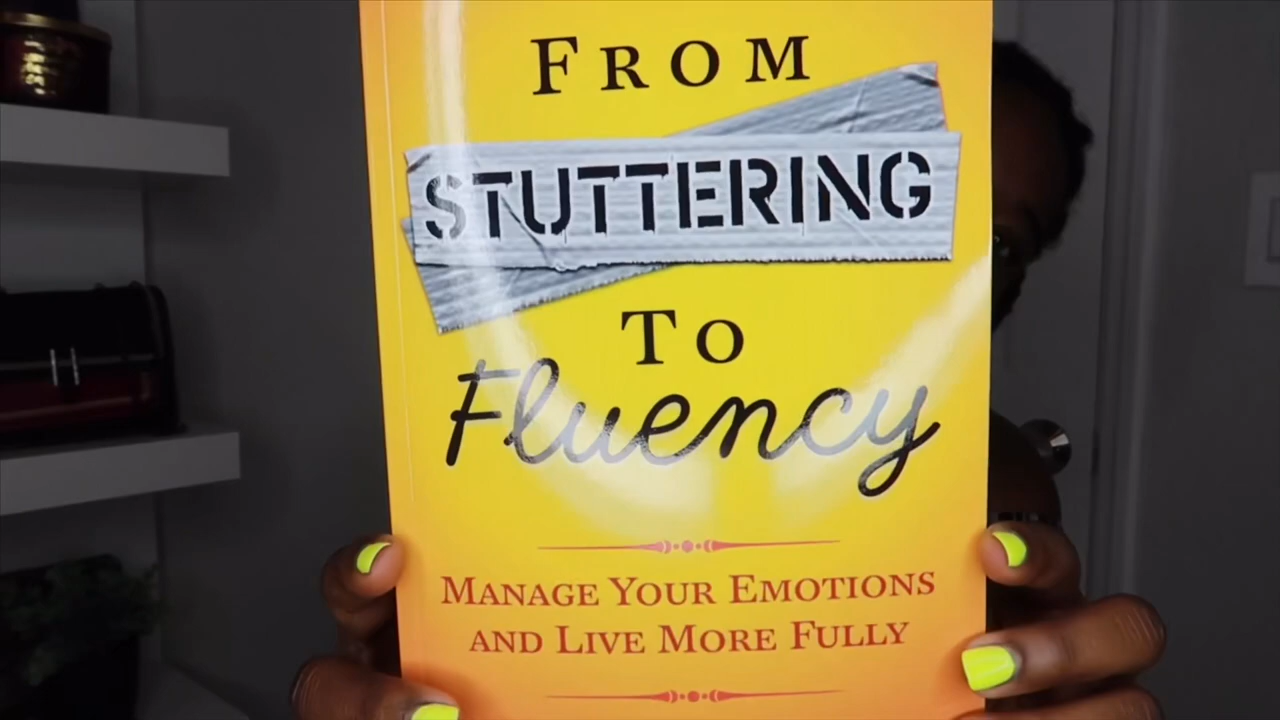 FROM
STUTTERING
TO
Fluency
MANAGE YOUR EMOTIONS
AND LIVE MORE FULLY